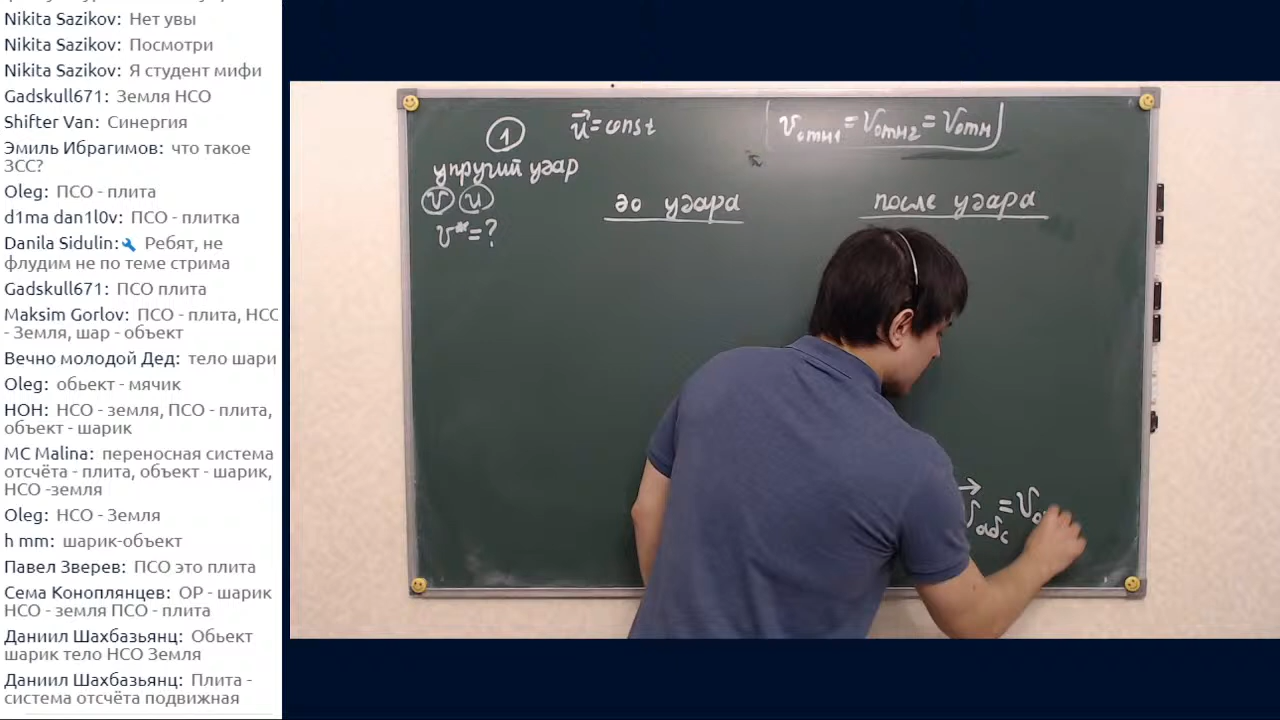 Nikita Sazikov: Нет увы
Nikita Sazikov: Посмотри
Nikita Sazikov: Я студент мифи
Gadskull671: Земля НСО
Shifter Van: Синергия
Эмиль Ибрагимов: что такое
ЗСС?
Oleg: ПСО - плита
d1ma dan1l0v: ПСО - плитка
Danila Sidulin: Ребят, не
флудим не по теме стрима
Gadskull671: ПСО плита
Maksim Gorlov: ПСО - плита, НСО
- Земля, шар - объект
Вечно молодой Дед: тело шари
Oleg: обьект - мячик
НОН: НСО - земля, ПСО - плита,
объект - шарик
MC Malina: переносная система
отсчёта - плита, объект - шарик,
НСО -земля
Oleg: НСО - Земля
h mm: шарик-объект
Павел Зверев: ПСО это плита
Сема Коноплянцев: ОР - шарик
НСО - земля ПСО - плита
Даниил Шахбазьянц: Обьект
шарик тело НСО Земля
Даниил Шахбазьянц: Плита -
система отсчёта подвижная
1 u⃗ = const
v отн1 = v отн2 = v отн
упругий удар
v u
v** = ?
до удара
после удара
v⃗ абс = v